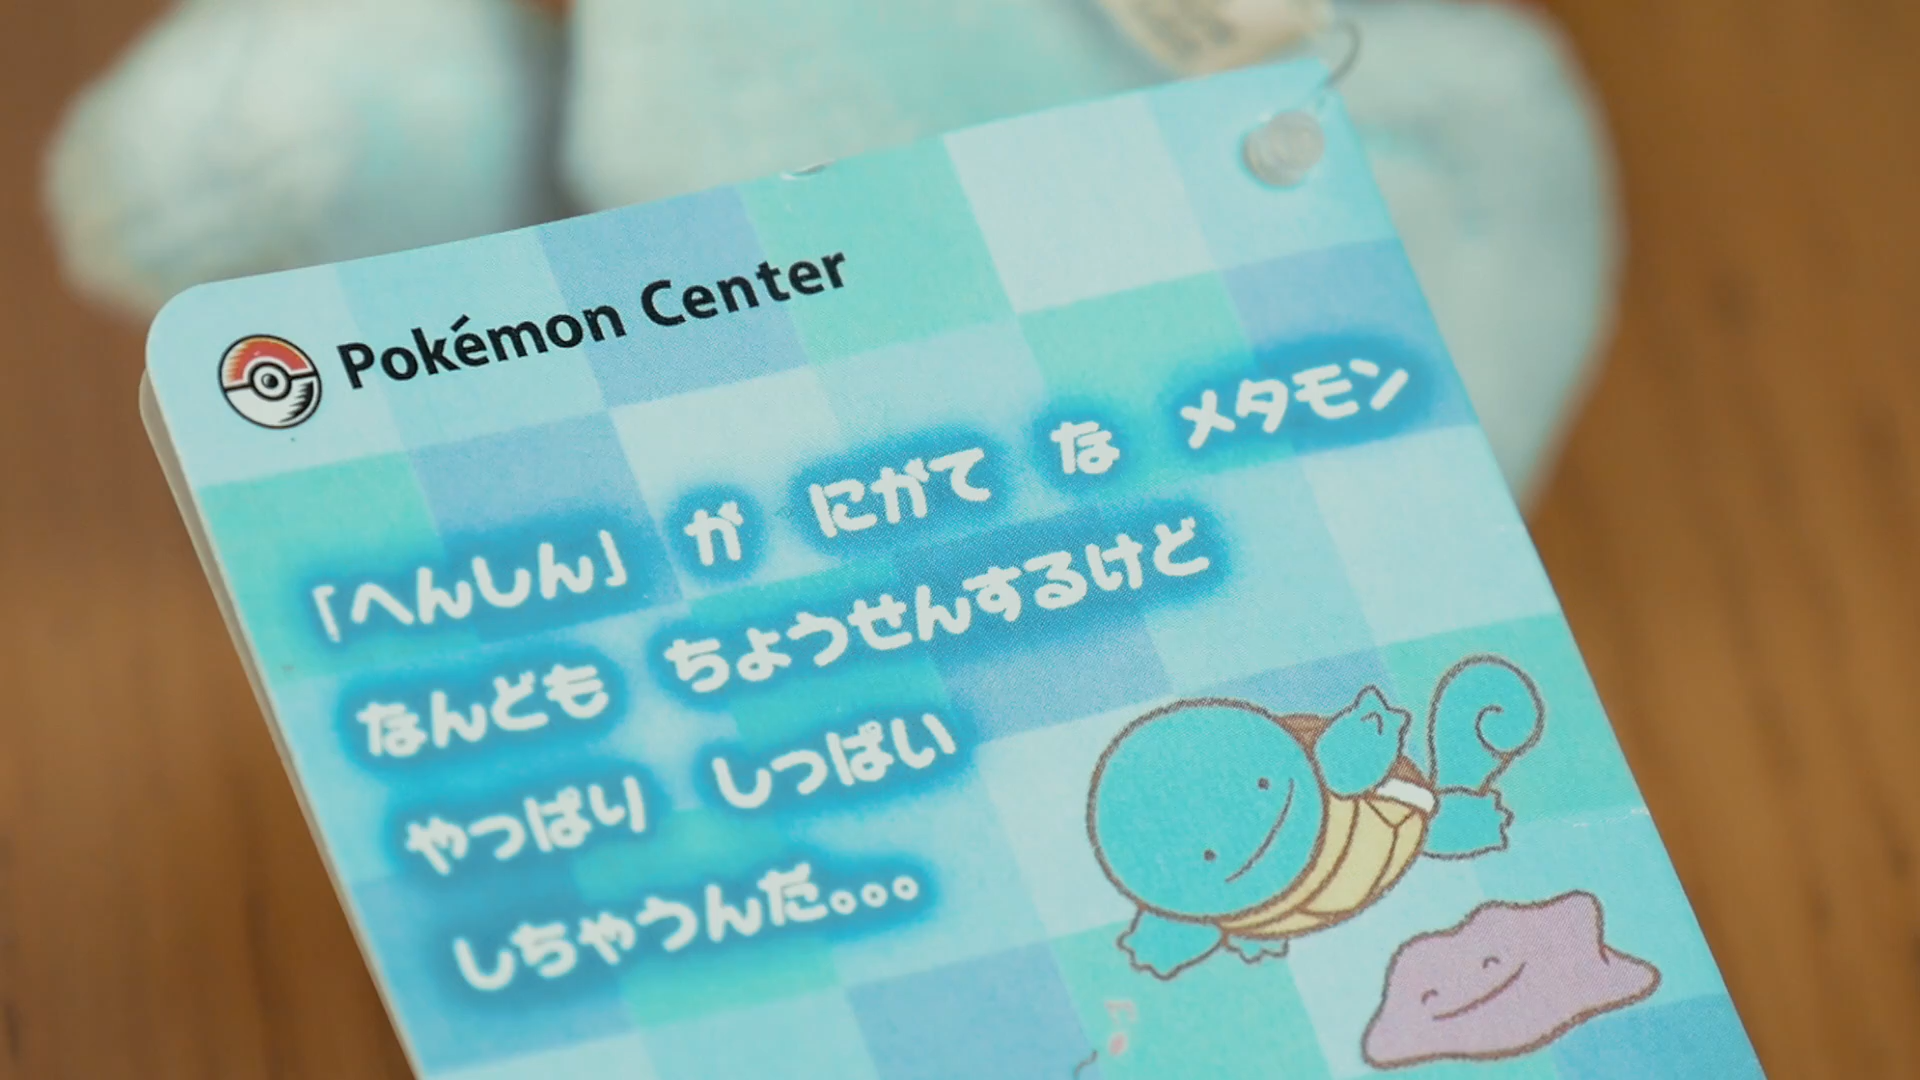 Pokémon Center
「へんしん」 が にがて な メタモン
なんども ちょうせんするけど
やっぱり しっぱい
しちゃうんだ。。。